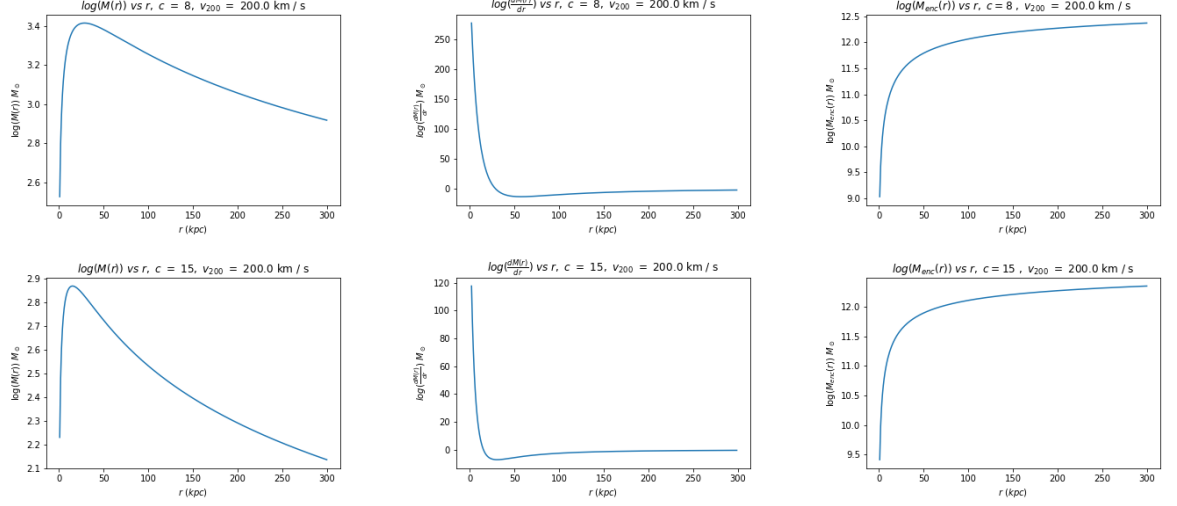 log(M(r)) vs r, c = 8, v₂₀₀ = 200.0 km / s
log(M(r)) M☉
3.4
3.2
3.0
2.8
2.6
0 50 100 150 200 250 300
r (kpc)
log(dM(r)/dr) vs r, c = 8, v₂₀₀ = 200.0 km / s
log(dM(r)/dr) M☉
250
200
150
100
50
0
0 50 100 150 200 250 300
r (kpc)
log(Mₑₙc(r)) vs r, c = 8 , v₂₀₀ = 200.0 km / s
log(Mₑₙc(r)) M☉
12.5
12.0
11.5
11.0
10.5
10.0
9.5
9.0
0 50 100 150 200 250 300
r (kpc)
log(M(r)) vs r, c = 15, v₂₀₀ = 200.0 km / s
log(M(r)) M☉
2.9
2.8
2.7
2.6
2.5
2.4
2.3
2.2
2.1
0 50 100 150 200 250 300
r (kpc)
log(dM(r)/dr) vs r, c = 15, v₂₀₀ = 200.0 km / s
log(dM(r)/dr) M☉
120
100
80
60
40
20
0
0 50 100 150 200 250 300
r (kpc)
log(Mₑₙc(r)) vs r, c = 15 , v₂₀₀ = 200.0 km / s
log(Mₑₙc(r)) M☉
12.0
11.5
11.0
10.5
10.0
9.5
0 50 100 150 200 250 300
r (kpc)